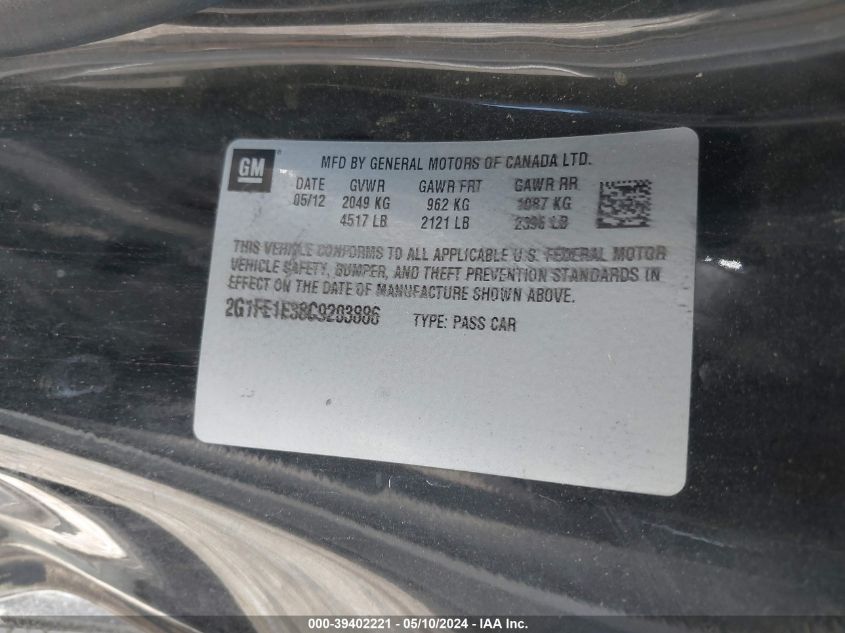 GM
MFD BY GENERAL MOTORS OF CANADA LTD.
DATE GVWR GAWR FRT GAWR RR
05/12 2049 KG 962 KG 1087 KG
4517 LB 2121 LB 2396 LB
THIS VEHICLE CONFORMS TO ALL APPLICABLE U.S. FEDERAL MOTOR
VEHICLE SAFETY, BUMPER, AND THEFT PREVENTION STANDARDS IN
EFFECT ON THE DATE OF MANUFACTURE SHOWN ABOVE.
2G1FE1E38C9203886 TYPE: PASS CAR
000-39402221 - 05/10/2024 - IAA Inc.